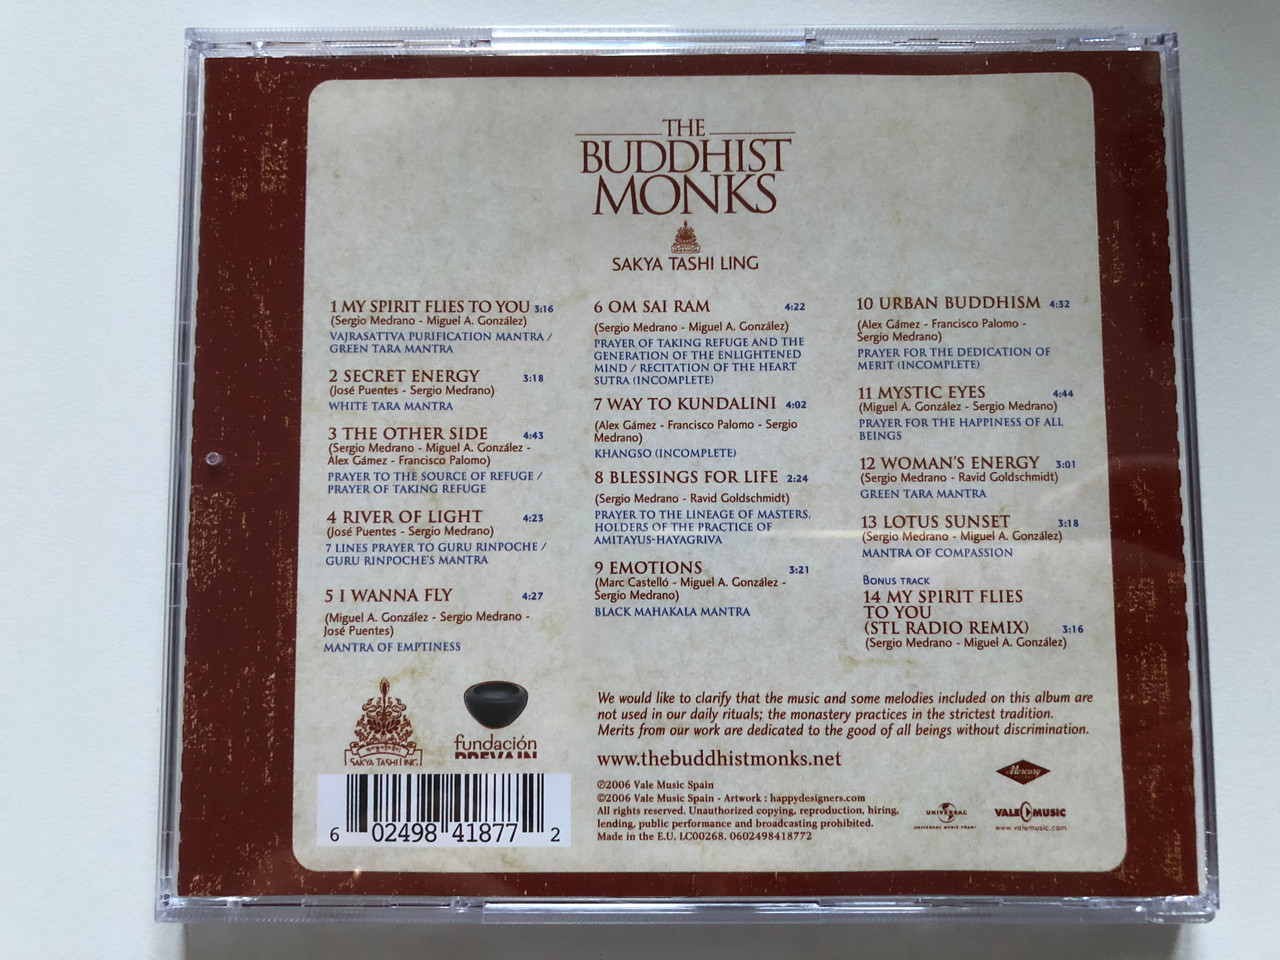 THE
BUDDHIST
MONKS
SAKYA TASHI LING
1 MY SPIRIT FLIES TO YOU 3:16
(Sergio Medrano - Miguel A. González)
VAJRASATTVA PURIFICATION MANTRA /
GREEN TARA MANTRA
2 SECRET ENERGY 3:18
(José Puentes - Sergio Medrano)
WHITE TARA MANTRA
3 THE OTHER SIDE 4:43
(Sergio Medrano - Miguel A. González -
Álex Gámez - Francisco Palomo)
PRAYER TO THE SOURCE OF REFUGE /
PRAYER OF TAKING REFUGE
4 RIVER OF LIGHT 4:23
(José Puentes - Sergio Medrano)
7 LINES PRAYER TO GURU RINPOCHE /
GURU RINPOCHE'S MANTRA
5 I WANNA FLY 4:27
(Miguel A. González - Sergio Medrano -
José Puentes)
MANTRA OF EMPTINESS
6 OM SAI RAM 4:22
(Sergio Medrano - Miguel A. González)
PRAYER OF TAKING REFUGE AND THE
GENERATION OF THE ENLIGHTENED
MIND / RECITATION OF THE HEART
SUTRA (INCOMPLETE)
7 WAY TO KUNDALINI 4:02
(Alex Gámez - Francisco Palomo - Sergio
Medrano)
KHANGSO (INCOMPLETE)
8 BLESSINGS FOR LIFE 2:24
(Sergio Medrano - Ravid Goldschmidt)
PRAYER TO THE LINEAGE OF MASTERS,
HOLDERS OF THE PRACTICE OF
AMITAYUS-HAYAGRIVA
9 EMOTIONS 3:21
(Marc Castelló - Miguel A. González -
Sergio Medrano)
BLACK MAHAKALA MANTRA
10 URBAN BUDDHISM 4:32
(Alex Gámez - Francisco Palomo -
Sergio Medrano)
PRAYER FOR THE DEDICATION OF
MERIT (INCOMPLETE)
11 MYSTIC EYES 4:44
(Miguel A. González - Sergio Medrano)
PRAYER FOR THE HAPPINESS OF ALL
BEINGS
12 WOMAN'S ENERGY 3:01
(Sergio Medrano - Ravid Goldschmidt)
GREEN TARA MANTRA
13 LOTUS SUNSET 3:18
(Sergio Medrano - Miguel A. González)
MANTRA OF COMPASSION
BONUS TRACK
14 MY SPIRIT FLIES
TO YOU
(STL RADIO REMIX) 3:16
(Sergio Medrano - Miguel A. González)
SAKYA TASHI LING
fundación
We would like to clarify that the music and some melodies included on this album are
not used in our daily rituals; the monastery practices in the strictest tradition.
Merits from our work are dedicated to the good of all beings without discrimination.
www.thebuddhistmonks.net
℗2006 Vale Music Spain
©2006 Vale Music Spain - Artwork : happydesigners.com
All rights reserved. Unauthorized copying, reproduction, hiring,
lending, public performance and broadcasting prohibited.
Made in the E.U. LC00268. 0602498418772
Mercury
UNIVERSAL
VALE MUSIC
www.valemusic.com
6 02498 41877 2